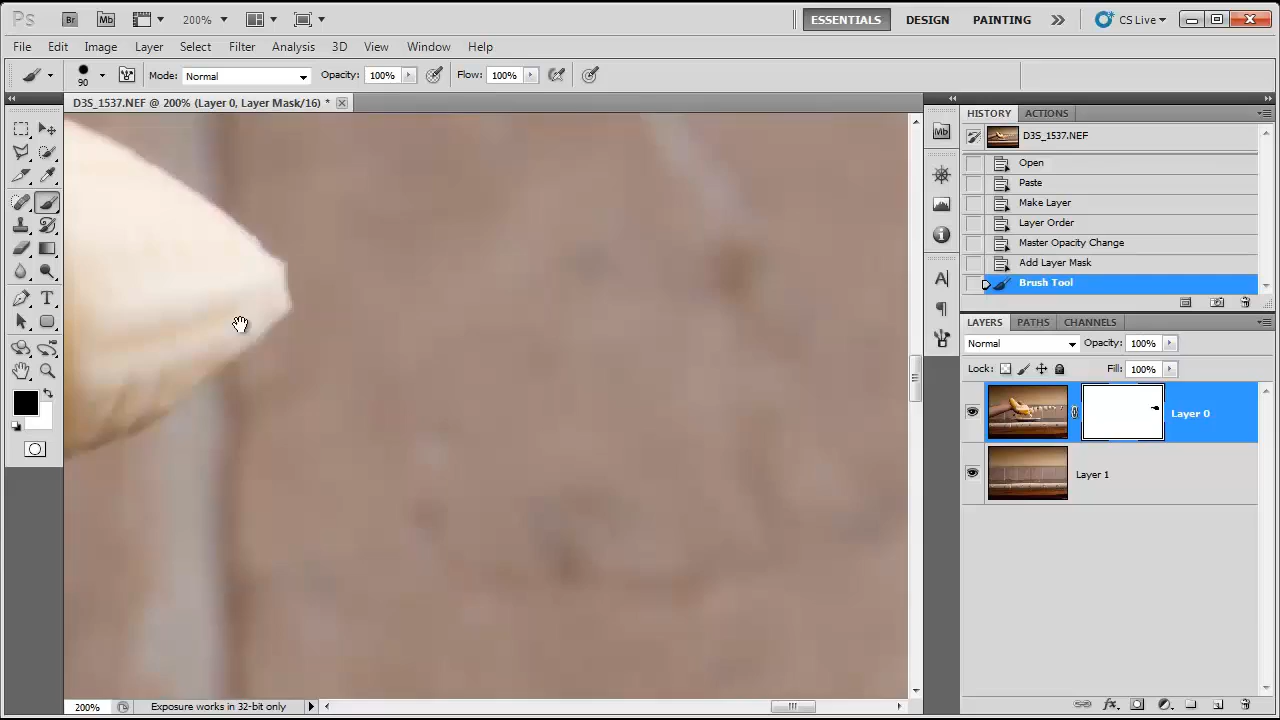 Ps Br Mb 200% ESSENTIALS DESIGN PAINTING CS Live
File Edit Image Layer Select Filter Analysis 3D View Window Help
90 Mode: Normal Opacity: 100% Flow: 100%
D3S_1537.NEF @ 200% (Layer 0, Layer Mask/16) *
HISTORY ACTIONS
D3S_1537.NEF
Open
Paste
Make Layer
Layer Order
Master Opacity Change
Add Layer Mask
Brush Tool
LAYERS PATHS CHANNELS
Normal Opacity: 100%
Lock: Fill: 100%
Layer 0
Layer 1
200% Exposure works in 32-bit only